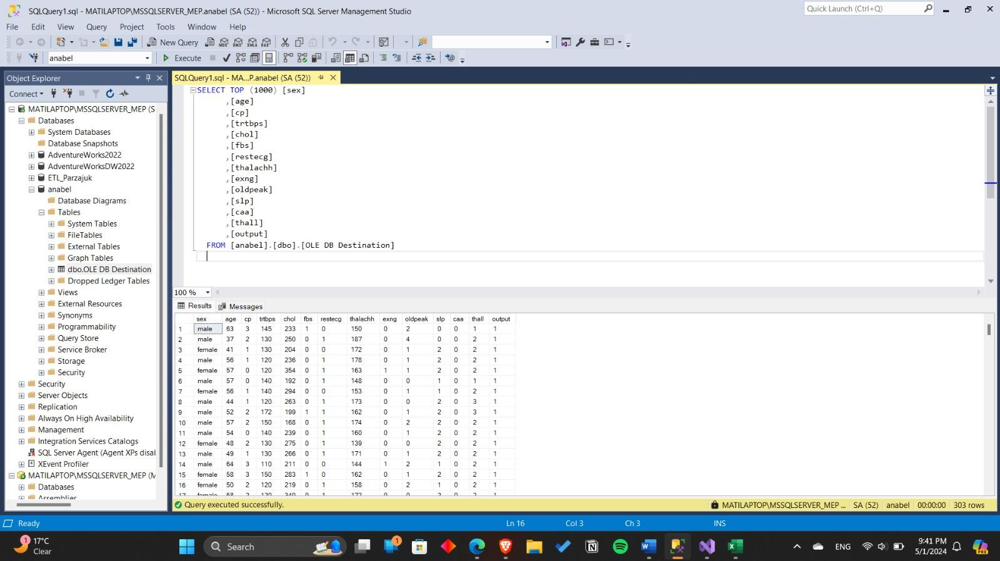 SQLQuery1.sql - MATILAPTOP\MSSQLSERVER_MEP.anabel (SA (52)) - Microsoft SQL Server Management Studio
Quick Launch (Ctrl+Q)
File Edit View Query Project Tools Window Help
New Query MDX DMX XMLA DAX
anabel Execute
Object Explorer
SQLQuery1.sql - MA...P.anabel (SA (52))
Connect
MATILAPTOP\MSSQLSERVER_MEP (S
Databases
System Databases
Database Snapshots
AdventureWorks2022
AdventureWorksDW2022
ETL_Parzajuk
anabel
Database Diagrams
Tables
System Tables
FileTables
External Tables
Graph Tables
dbo.OLE DB Destination
Dropped Ledger Tables
Views
External Resources
Synonyms
Programmability
Query Store
Service Broker
Storage
Security
Security
Server Objects
Replication
Always On High Availability
Management
Integration Services Catalogs
SQL Server Agent (Agent XPs disal
XEvent Profiler
MATILAPTOP\MSSQLSERVER_MEP (M
Databases
Assemblies
SELECT TOP (1000) [sex]
,[age]
,[cp]
,[trtbps]
,[chol]
,[fbs]
,[restecg]
,[thalachh]
,[exng]
,[oldpeak]
,[slp]
,[caa]
,[thall]
,[output]
FROM [anabel].[dbo].[OLE DB Destination]
100 %
Results Messages
sex age cp trtbps chol fbs restecg thalachh exng oldpeak slp caa thall output
1 male 63 3 145 233 1 0 150 0 2 0 0 1 1
2 male 37 2 130 250 0 1 187 0 4 0 0 2 1
3 female 41 1 130 204 0 0 172 0 1 2 0 2 1
4 male 56 1 120 236 0 1 178 0 1 2 0 2 1
5 female 57 0 120 354 0 1 163 1 1 2 0 2 1
6 male 57 0 140 192 0 1 148 0 0 1 0 1 1
7 female 56 1 140 294 0 0 153 0 1 1 0 2 1
8 male 44 1 120 263 0 1 173 0 0 2 0 3 1
9 male 52 2 172 199 1 1 162 0 1 2 0 3 1
10 male 57 2 150 168 0 1 174 0 2 2 0 2 1
11 male 54 0 140 239 0 1 160 0 1 2 0 2 1
12 female 48 2 130 275 0 1 139 0 0 2 0 2 1
13 male 49 1 130 266 0 1 171 0 1 2 0 2 1
14 male 64 3 110 211 0 0 144 1 2 1 0 2 1
15 female 58 3 150 283 1 0 162 0 1 2 0 2 1
16 female 50 2 120 219 0 1 158 0 2 1 0 2 1
17 female 58 2 120 340 0 1 172 0 0 2 0 2 1
Query executed successfully. MATILAPTOP\MSSQLSERVER_MEP ... SA (52) anabel 00:00:00 303 rows
Ready Ln 16 Col 3 Ch 3 INS
1 17°C
Clear
Search
1
ENG
9:41 PM
5/1/2024
PRE